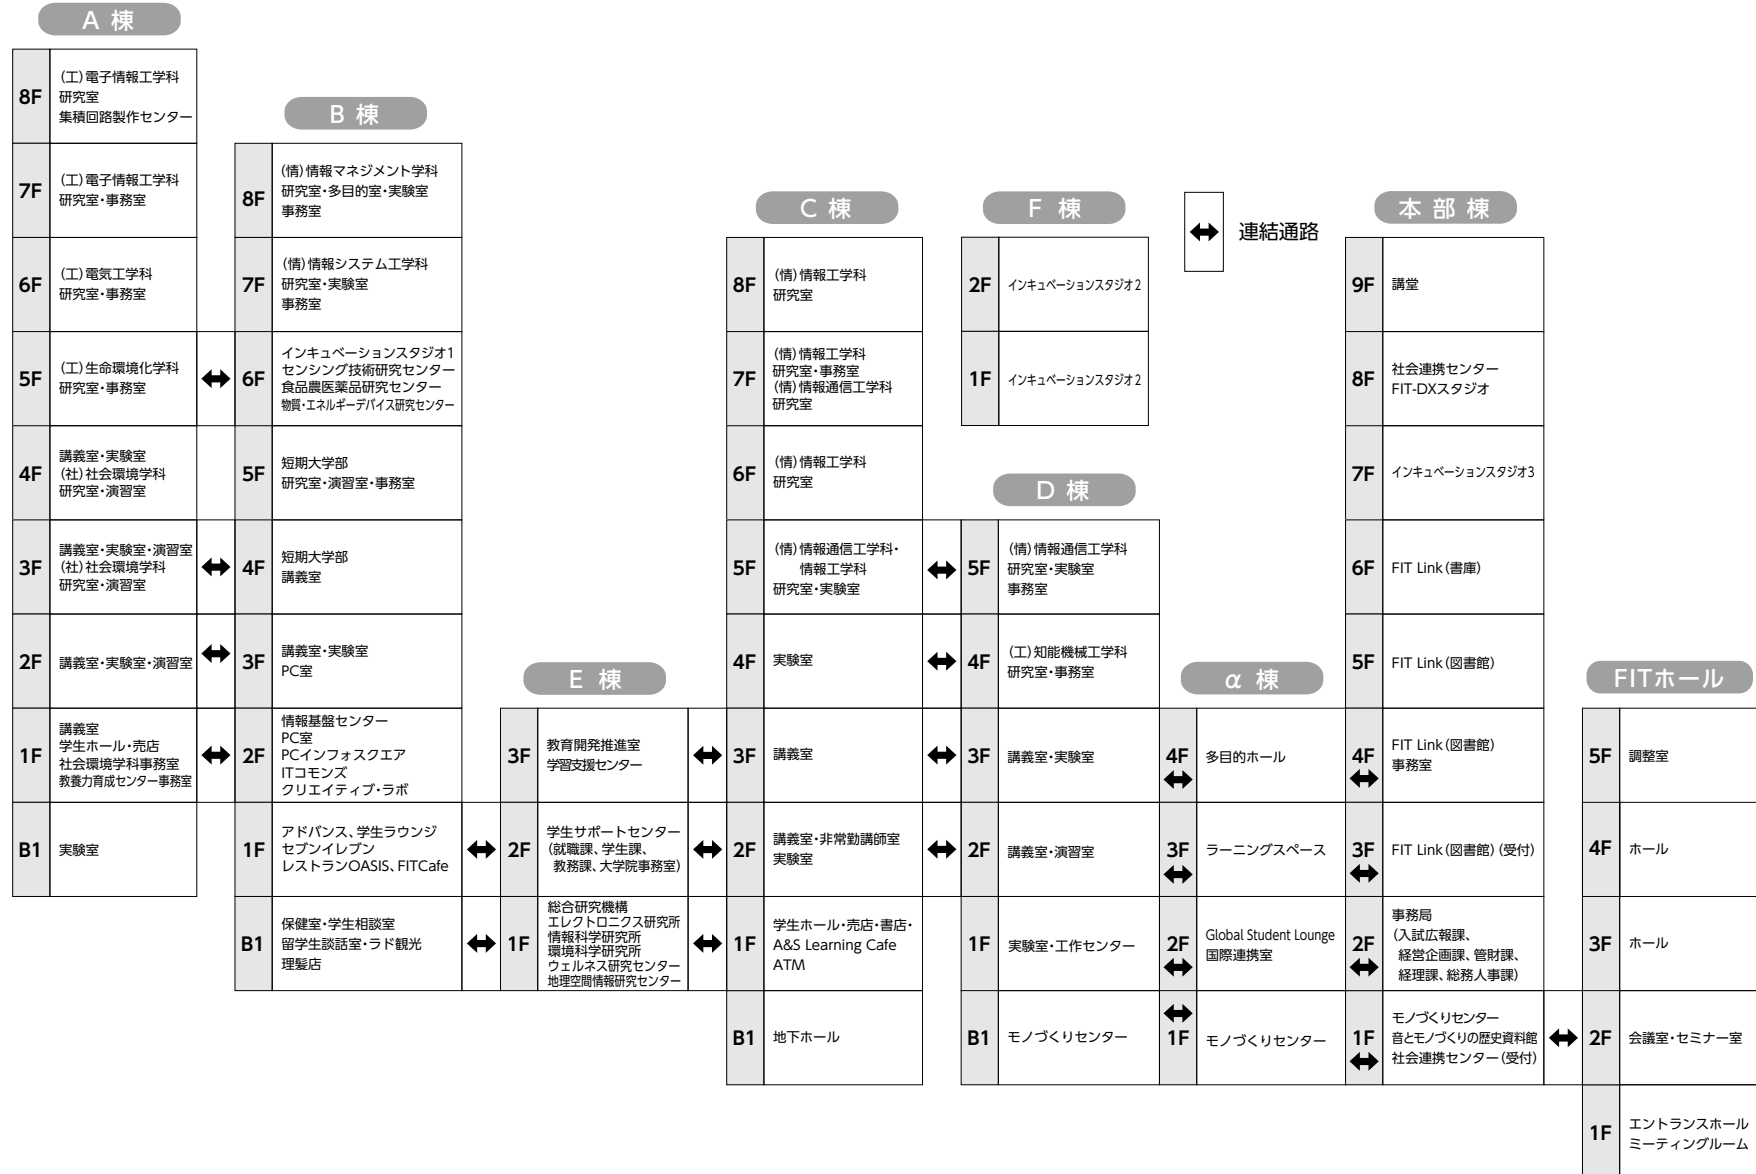 A 棟
8F
(工)電子情報工学科
研究室
集積回路製作センター
7F
(工)電子情報工学科
研究室・事務室
6F
(工)電気工学科
研究室・事務室
5F
(工)生命環境化学科
研究室・事務室
4F
講義室・実験室
(社)社会環境学科
研究室・演習室
3F
講義室・実験室・演習室
(社)社会環境学科
研究室・演習室
2F
講義室・実験室・演習室
1F
講義室
学生ホール・売店
社会環境学科事務室
教養力育成センター事務室
B1
実験室
B 棟
8F
(情)情報マネジメント学科
研究室・多目的室・実験室
事務室
7F
(情)情報システム工学科
研究室・実験室
事務室
6F
インキュベーションスタジオ1
センシング技術研究センター
食品農医薬品研究センター
物質・エネルギーデバイス研究センター
5F
短期大学部
研究室・演習室・事務室
4F
短期大学部
講義室
3F
講義室・実験室
PC室
2F
情報基盤センター
PC室
PCインフォスクエア
ITコモンズ
クリエイティブ・ラボ
1F
アドバンス、学生ラウンジ
セブンイレブン
レストランOASIS、FITCafe
B1
保健室・学生相談室
留学生談話室・ラド観光
理髪店
E 棟
3F
教育開発推進室
学習支援センター
2F
学生サポートセンター
(就職課、学生課、
教務課、大学院事務室)
1F
総合研究機構
エレクトロニクス研究所
情報科学研究所
環境科学研究所
ウェルネス研究センター
地理空間情報研究センター
C 棟
8F
(情)情報工学科
研究室
7F
(情)情報工学科
研究室・事務室
(情)情報通信工学科
研究室
6F
(情)情報工学科
研究室
5F
(情)情報通信工学科・
情報工学科
研究室・実験室
4F
実験室
3F
講義室
2F
講義室・非常勤講師室
実験室
1F
学生ホール・売店・書店・
A&S Learning Cafe
ATM
B1
地下ホール
F 棟
2F
インキュベーションスタジオ2
1F
インキュベーションスタジオ2
D 棟
5F
(情)情報通信工学科
研究室・実験室
事務室
4F
(工)知能機械工学科
研究室・事務室
3F
講義室・実験室
2F
講義室・演習室
1F
実験室・工作センター
B1
モノづくりセンター
↔ 連結通路
α 棟
4F
多目的ホール
3F
ラーニングスペース
2F
Global Student Lounge
国際連携室
1F
モノづくりセンター
本 部 棟
9F
講堂
8F
社会連携センター
FIT-DXスタジオ
7F
インキュベーションスタジオ3
6F
FIT Link(書庫)
5F
FIT Link(図書館)
4F
FIT Link(図書館)
事務室
3F
FIT Link(図書館)(受付)
2F
事務局
(入試広報課、
経営企画課、管財課、
経理課、総務人事課)
1F
モノづくりセンター
音とモノづくりの歴史資料館
社会連携センター(受付)
FITホール
5F
調整室
4F
ホール
3F
ホール
2F
会議室・セミナー室
1F
エントランスホール
ミーティングルーム